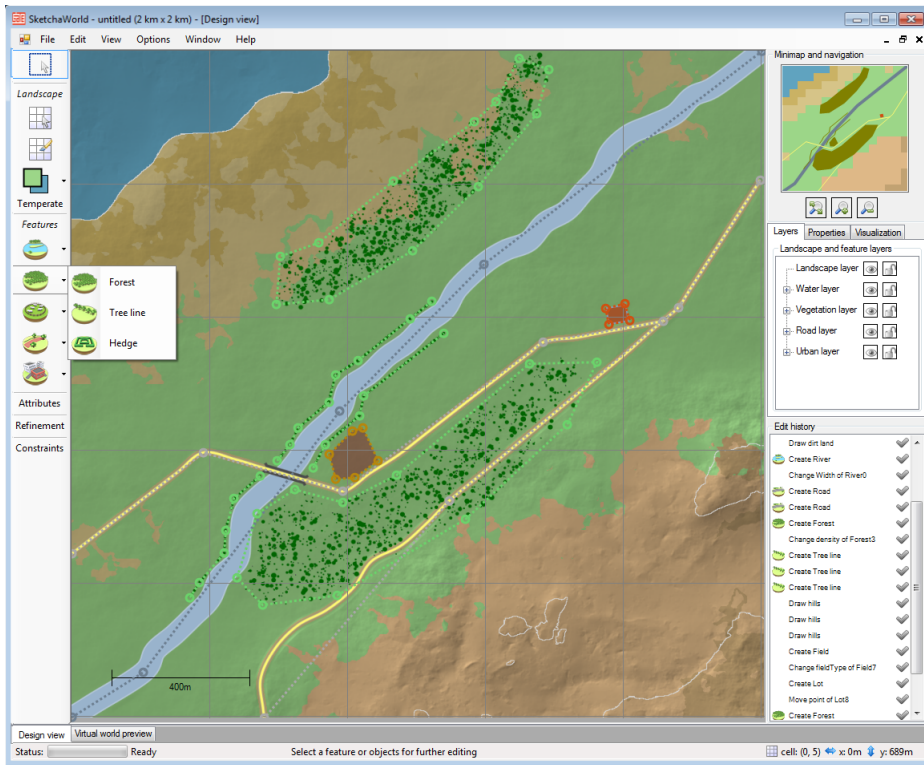 SketchaWorld - untitled (2 km x 2 km) - [Design view]
File Edit View Options Window Help
Landscape
Temperate
Features
Forest
Tree line
Hedge
Attributes
Refinement
Constraints
400m
Minimap and navigation
Layers Properties Visualization
Landscape and feature layers
Landscape layer
Water layer
Vegetation layer
Road layer
Urban layer
Edit history
Draw dirt land
Create River
Change Width of River0
Create Road
Create Road
Create Forest
Change density of Forest3
Create Tree line
Create Tree line
Create Tree line
Draw hills
Draw hills
Draw hills
Create Field
Change fieldType of Field7
Create Lot
Move point of Lot8
Create Forest
Design view Virtual world preview
Status: Ready Select a feature or objects for further editing cell: (0, 5) x: 0m y: 689m